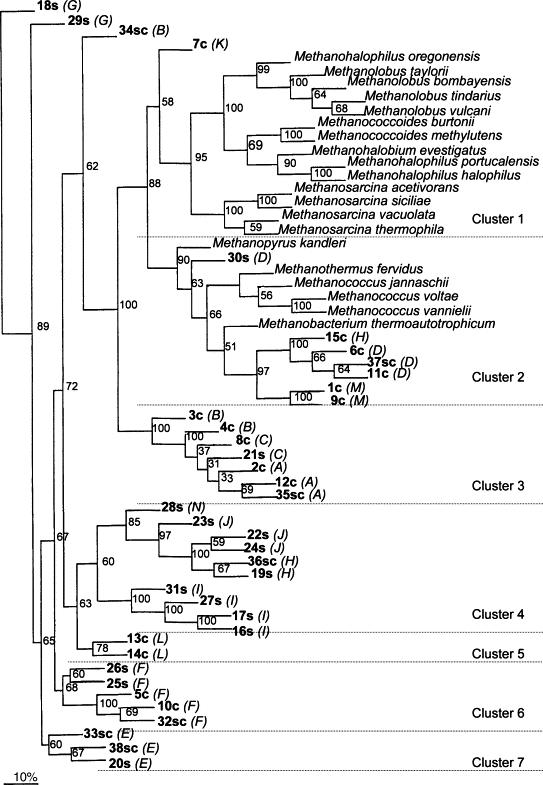 18s (G)
29s (G)
34sc (B)
7c (K)
58
Methanohalophilus oregonensis
99
Methanolobus taylorii
100
Methanolobus bombayensis
64
Methanolobus tindarius
68
Methanolobus vulcani
100
Methanococcoides burtonii
100
Methanococcoides methylutens
69
Methanohalobium evestigatus
95
90
Methanohalophilus portucalensis
62
100
Methanohalophilus halophilus
88
Methanosarcina acetivorans
100
Methanosarcina siciliae
100
Methanosarcina vacuolata
Cluster 1
59
Methanosarcina thermophila
Methanopyrus kandleri
90
30s (D)
Methanothermus fervidus
63
Methanococcus jannaschii
56
Methanococcus voltae
100
100
Methanococcus vannielii
66
Methanobacterium thermoautotrophicum
89
15c (H)
100
51
6c (D)
66
37sc (D)
97
64
11c (D)
Cluster 2
72
1c (M)
100
9c (M)
3c (B)
100
4c (B)
100
8c (C)
37
21s (C)
31
2c (A)
33
12c (A)
Cluster 3
69
35sc (A)
28s (N)
85
23s (J)
67
97
22s (J)
59
24s (J)
100
60
36sc (H)
67
19s (H)
31s (I)
100
27s (I)
63
100
17s (I)
Cluster 4
100
16s (I)
65
13c (L)
78
14c (L)
Cluster 5
26s (F)
60
25s (F)
68
5c (F)
100
10c (F)
69
Cluster 6
32sc (F)
33sc (E)
60
38sc (E)
67
20s (E)
Cluster 7
10%